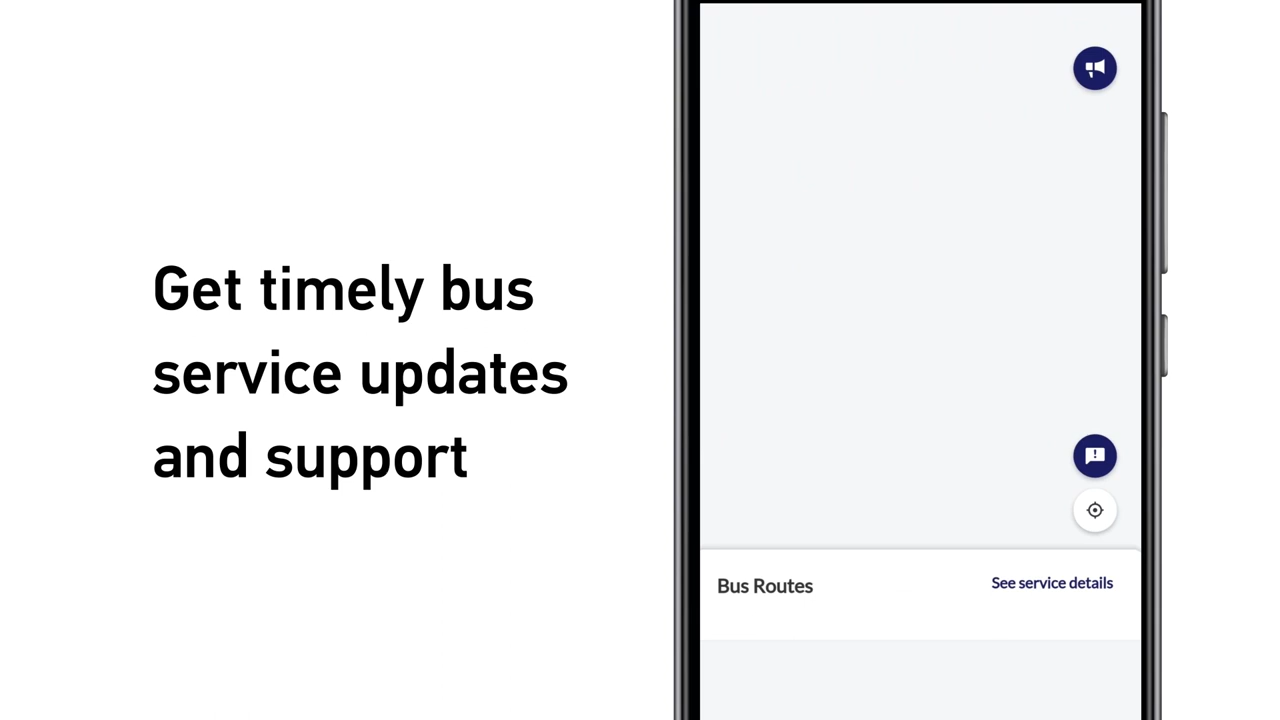 Get timely bus
service updates
and support
Bus Routes
See service details